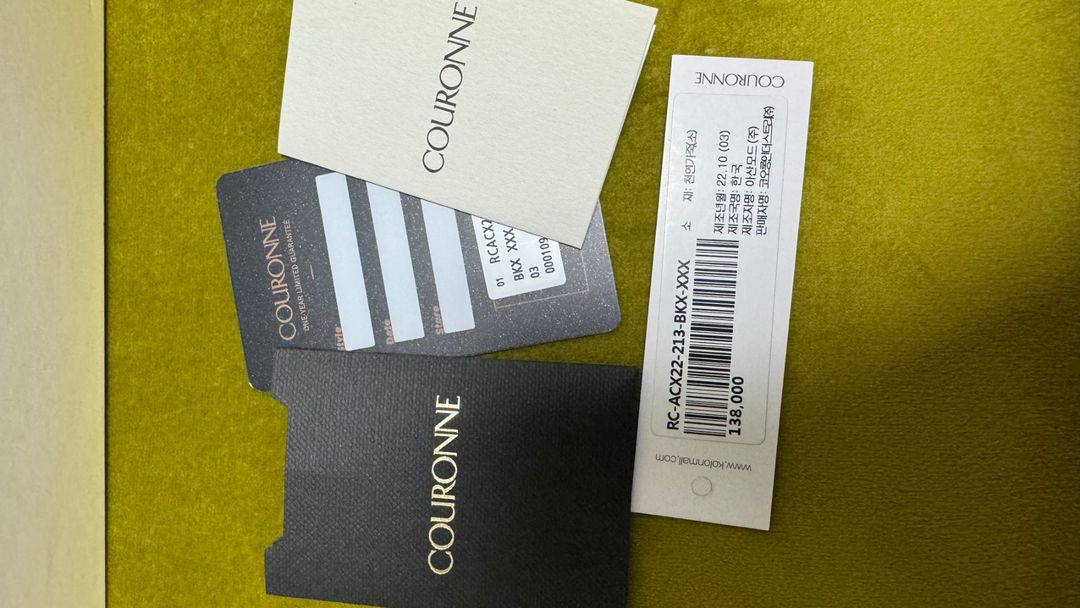 COURONNE
COURONNE
ONE-YEAR LIMITED GUARANTEE
Style
Date
Store
01 RCACX2
BKX XXX
03
000109
COURONNE
COURONNE
소 재: 천연가죽(소)
제조년월: 22.10 (03)
제조국명: 한국
제조자명: 아산모드(주)
판매자명: 코오롱인더스트리(주)
RC-ACX22-213-BKX-XXX
138,000
www.kolonmall.com